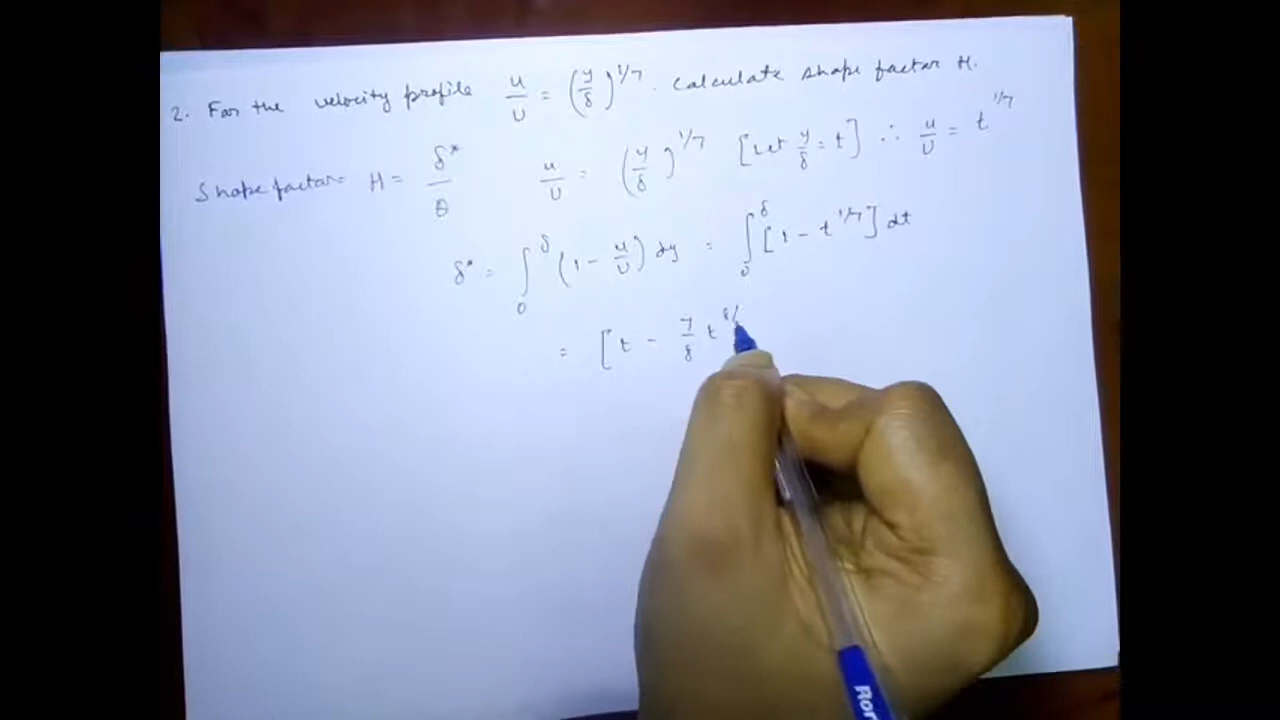 2. For the velocity profile u/U = (y/δ)^1/7. Calculate shape factor H.
Shape factor = H = δ*/θ u/U = (y/δ)^1/7 [Let y/δ = t] ∴ u/U = t^1/7
δ* = ∫₀^δ (1 - u/U) dy = ∫₀^δ [1 - t^1/7] dt
= [t - 7/8 t^8/
Ror